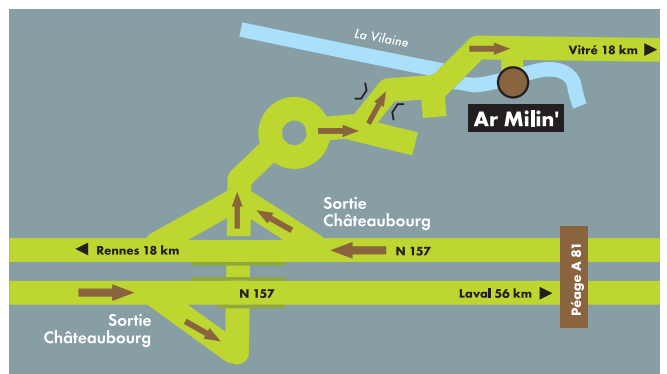 La Vilaine
Vitré 18 km
Ar Milin'
Sortie
Châteaubourg
Rennes 18 km
N 157
Péage A 81
N 157
Laval 56 km
Sortie
Châteaubourg